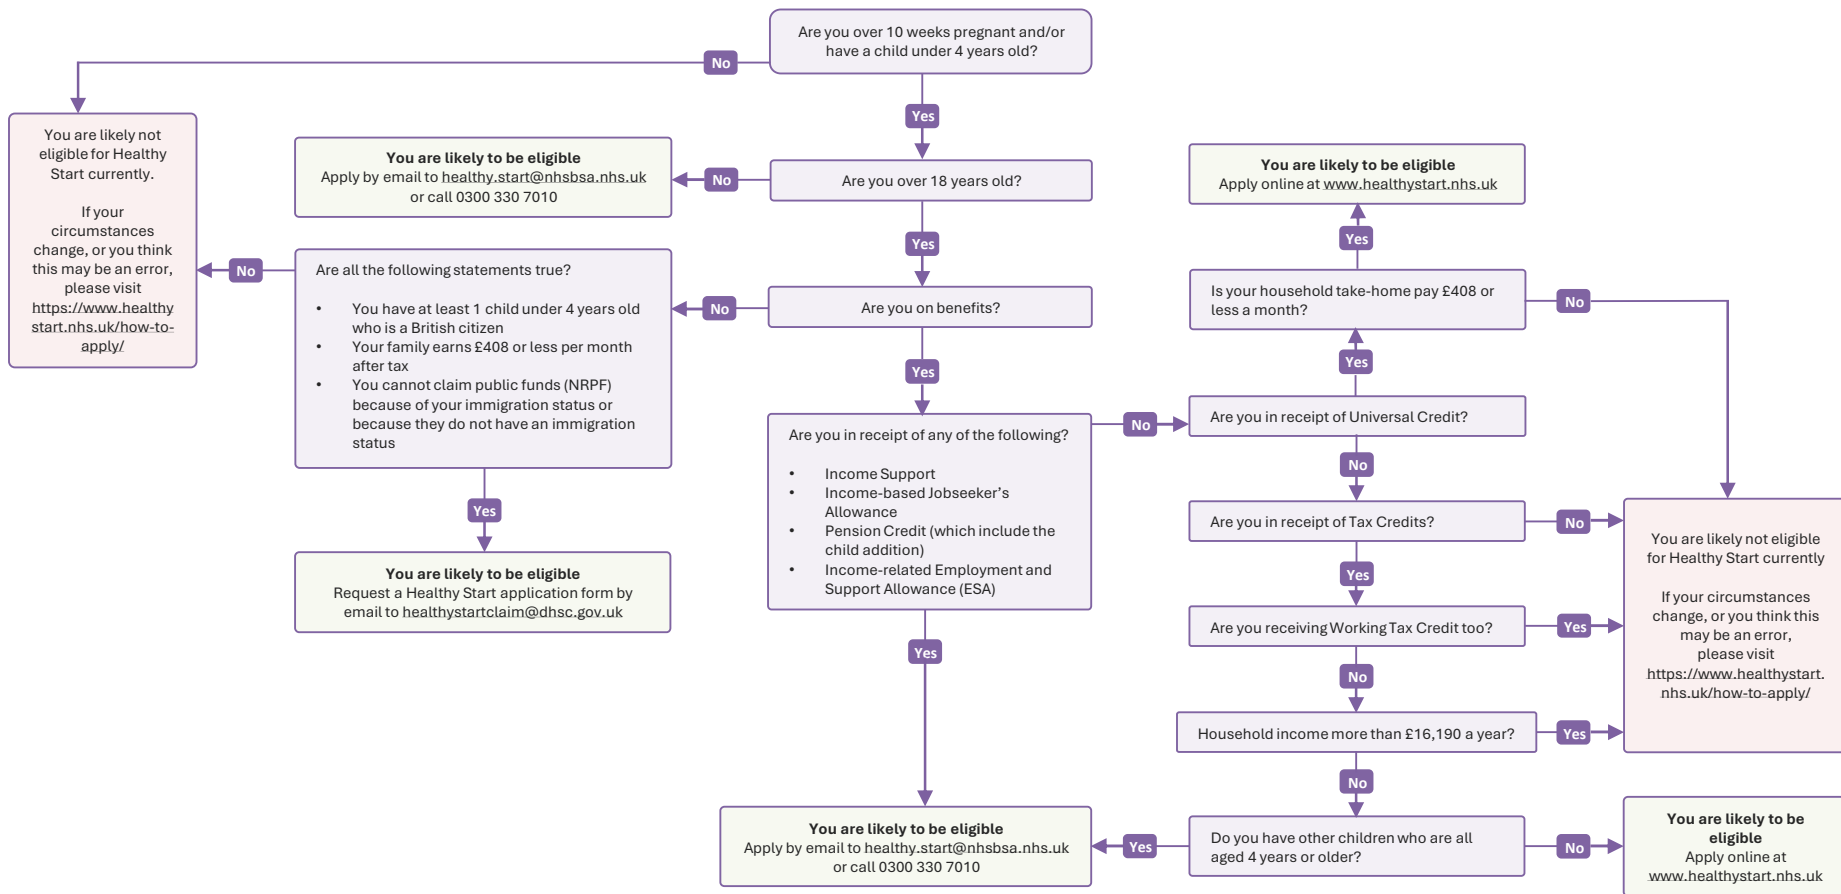 Are you over 10 weeks pregnant and/or
have a child under 4 years old?
No
Yes
You are likely not
eligible for Healthy
Start currently.
If your
circumstances
change, or you think
this may be an error,
please visit
https://www.healthy
start.nhs.uk/how-to-
apply/
You are likely to be eligible
Apply by email to healthy.start@nhsbsa.nhs.uk
or call 0300 330 7010
No
Are you over 18 years old?
Yes
No
Are all the following statements true?
• You have at least 1 child under 4 years old
who is a British citizen
• Your family earns £408 or less per month
after tax
• You cannot claim public funds (NRPF)
because of your immigration status or
because they do not have an immigration
status
No
Are you on benefits?
Yes
Yes
You are likely to be eligible
Request a Healthy Start application form by
email to healthystartclaim@dhsc.gov.uk
Are you in receipt of any of the following?
• Income Support
• Income-based Jobseeker’s
Allowance
• Pension Credit (which include the
child addition)
• Income-related Employment and
Support Allowance (ESA)
No
Yes
You are likely to be eligible
Apply online at www.healthystart.nhs.uk
Yes
Is your household take-home pay £408 or
less a month?
No
Yes
Are you in receipt of Universal Credit?
No
Are you in receipt of Tax Credits?
No
Yes
Are you receiving Working Tax Credit too?
Yes
No
Household income more than £16,190 a year?
Yes
No
You are likely not eligible
for Healthy Start currently
If your circumstances
change, or you think this
may be an error,
please visit
https://www.healthystart.
nhs.uk/how-to-apply/
You are likely to be eligible
Apply by email to healthy.start@nhsbsa.nhs.uk
or call 0300 330 7010
Yes
Do you have other children who are all
aged 4 years or older?
No
You are likely to be
eligible
Apply online at
www.healthystart.nhs.uk